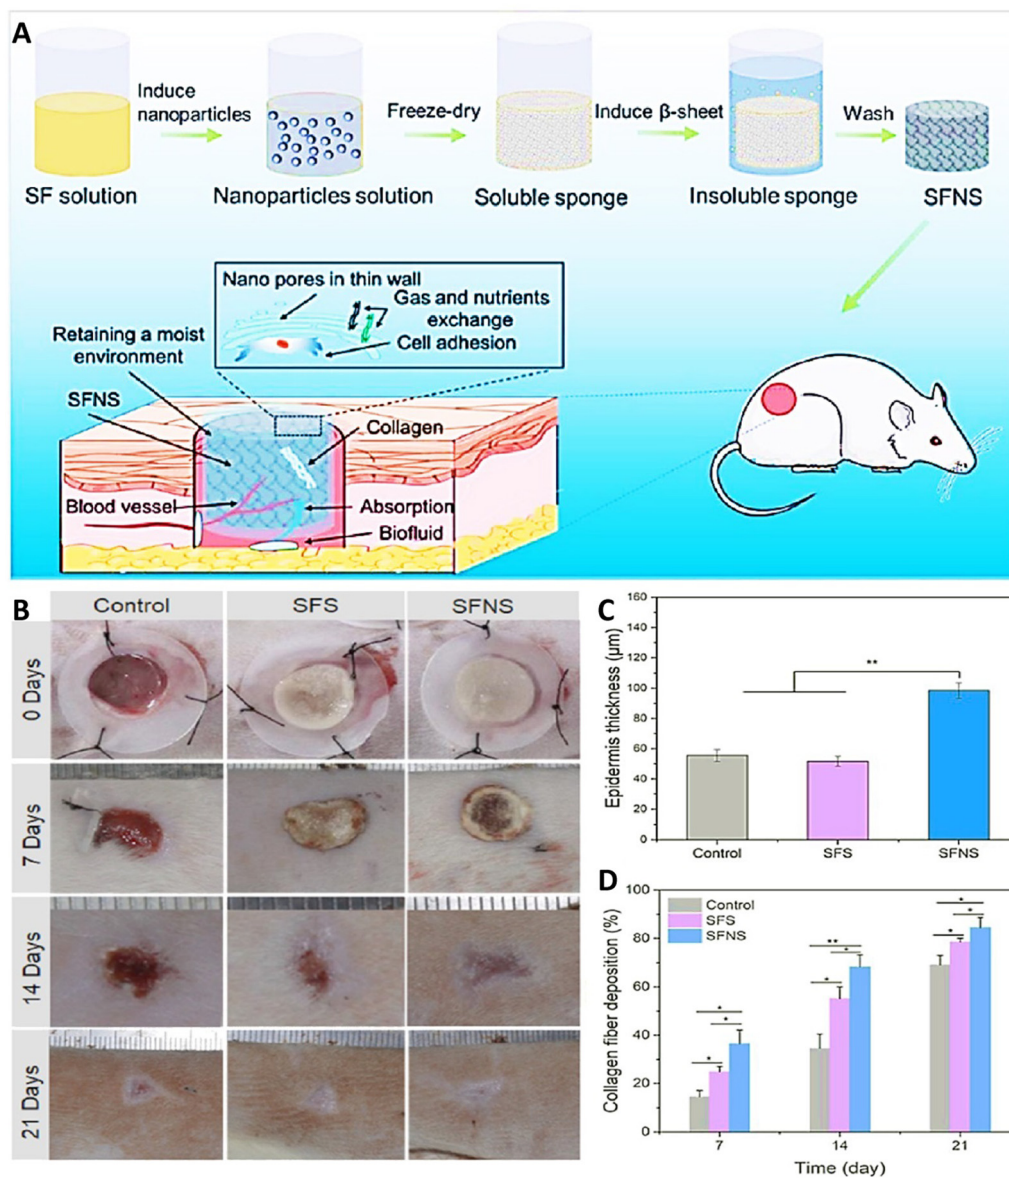 A
Induce
nanoparticles
Freeze-dry
Induce β-sheet
Wash
SF solution
Nanoparticles solution
Soluble sponge
Insoluble sponge
SFNS
Nano pores in thin wall
Gas and nutrients
exchange
Cell adhesion
Retaining a moist
environment
SFNS
Collagen
Blood vessel
Absorption
Biofluid
B
Control
SFS
SFNS
0 Days
7 Days
14 Days
21 Days
C
Epidermis thickness (μm)
160
140
120
100
80
60
40
20
0
**
Control
SFS
SFNS
D
Collagen fiber deposition (%)
100
80
60
40
20
0
Control
SFS
SFNS
*
*
*
**
*
*
*
*
*
7
14
21
Time (day)